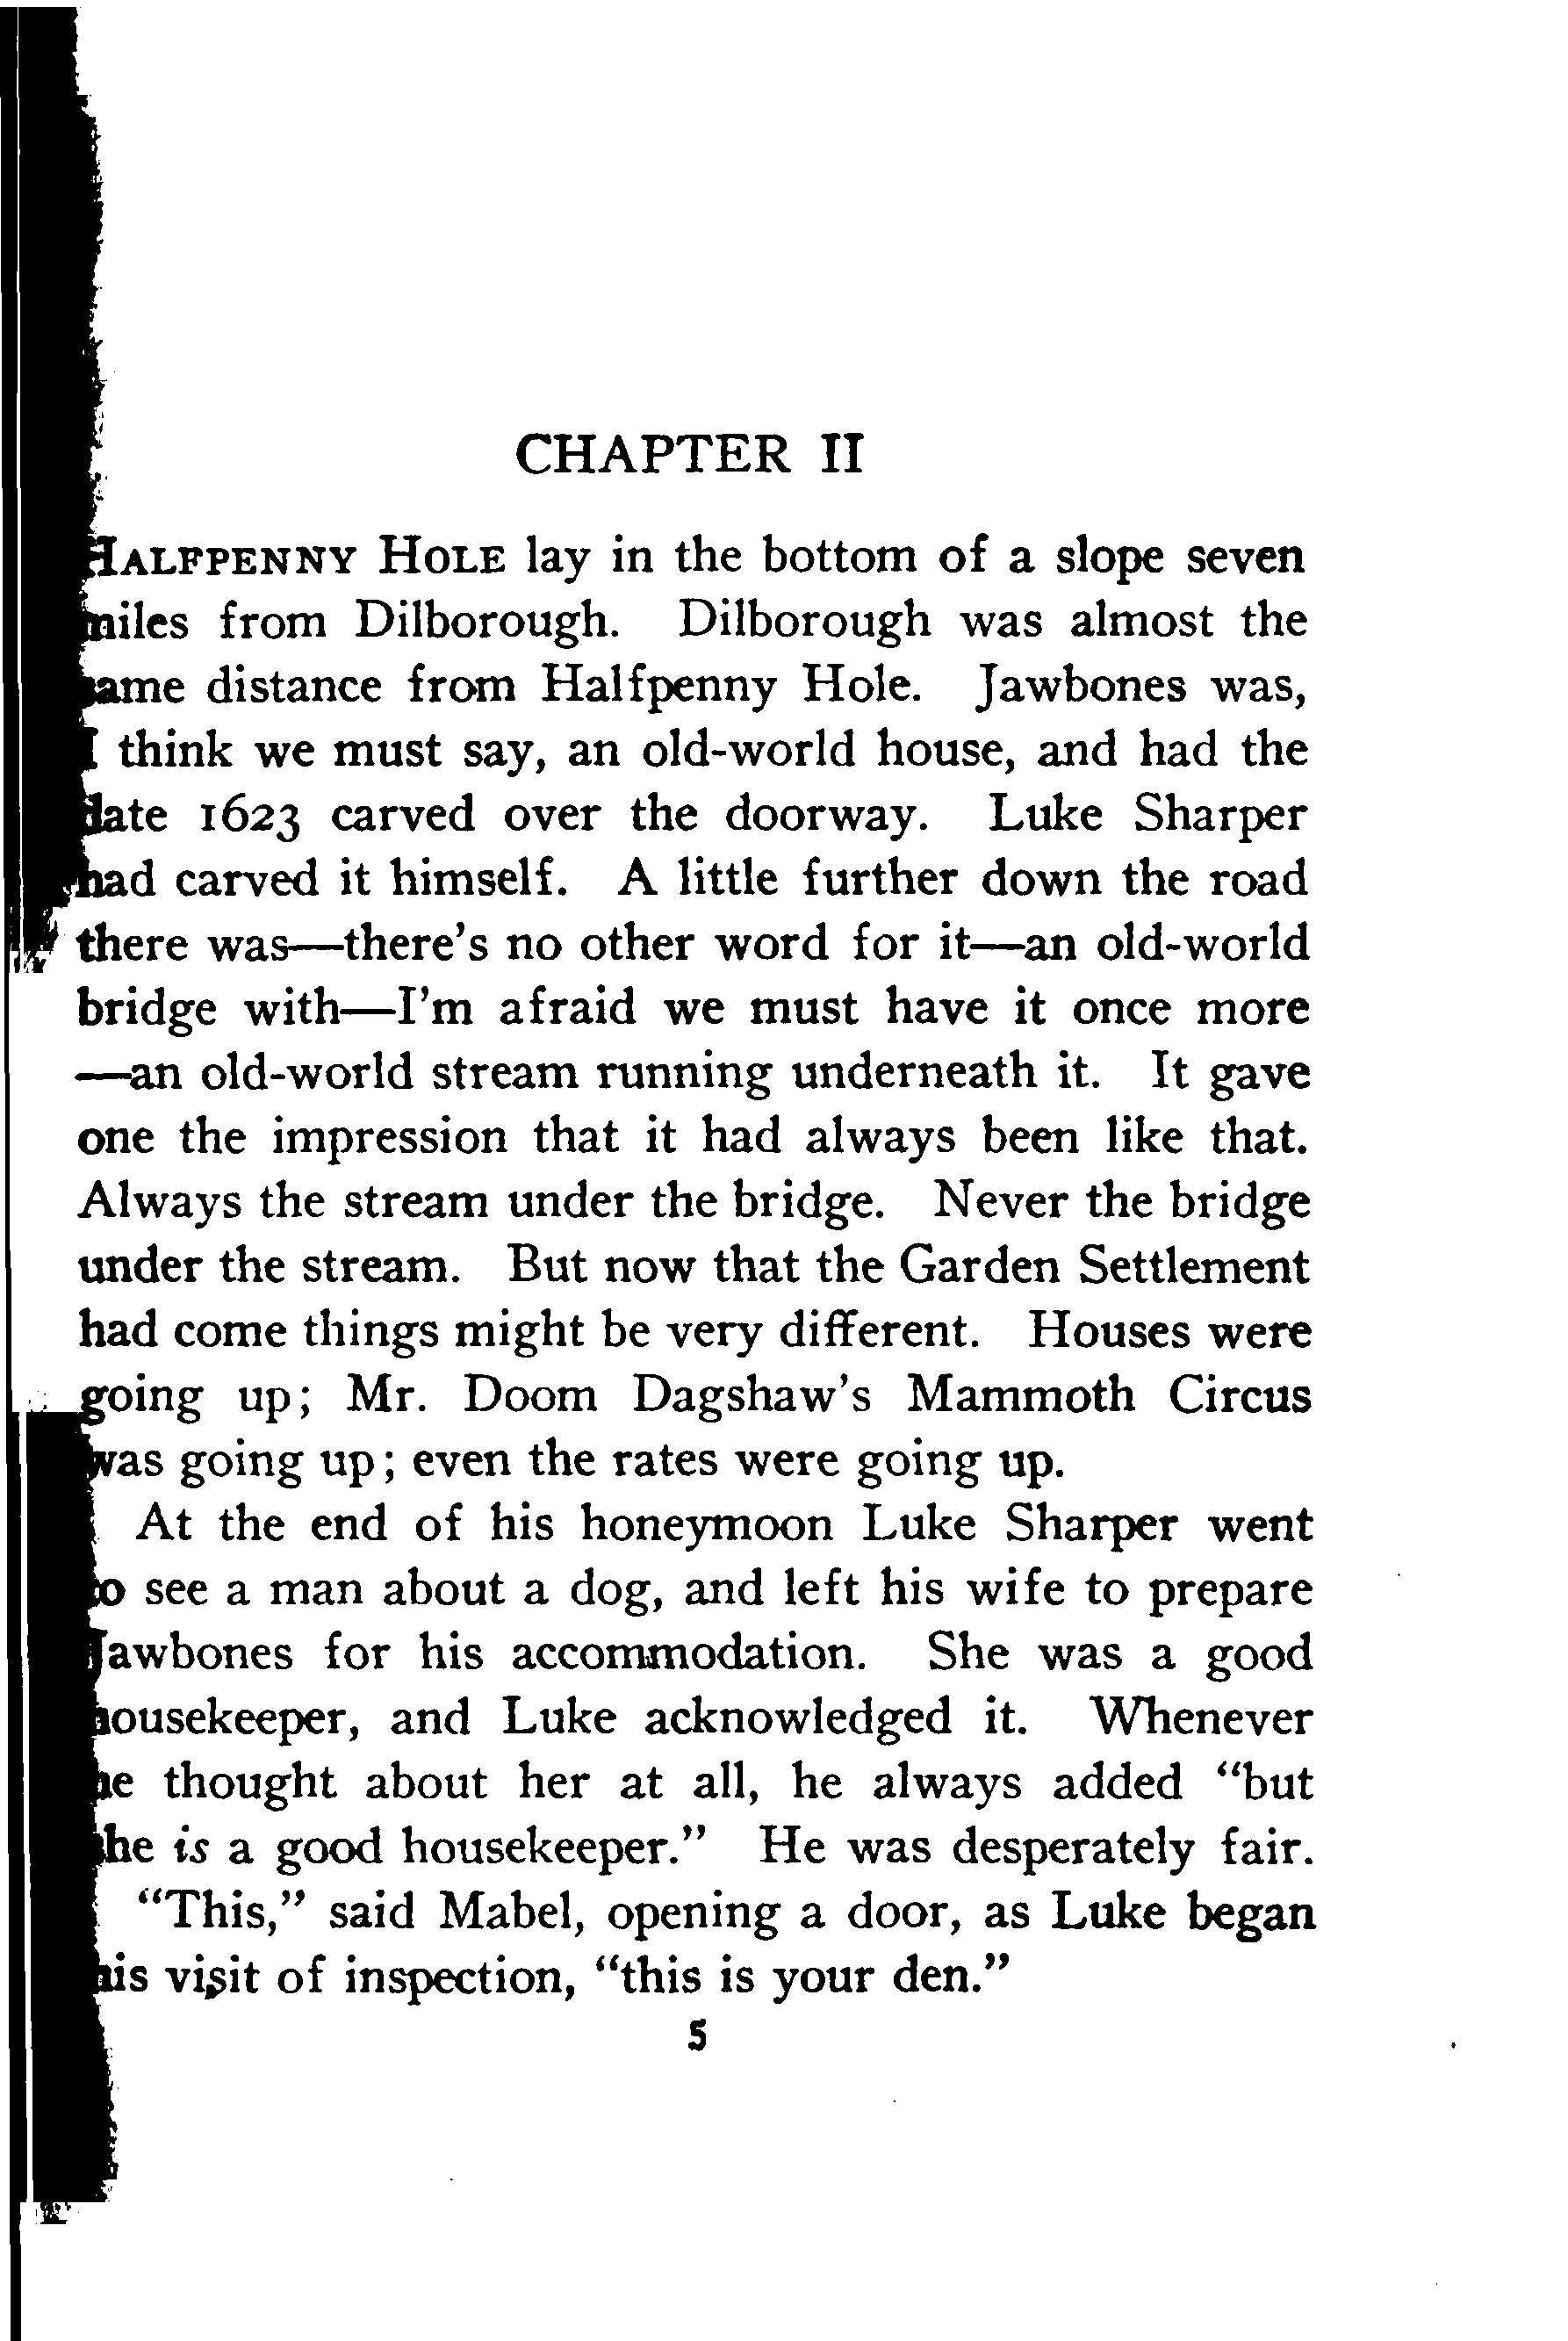 CHAPTER II
HALFPENNY HOLE lay in the bottom of a slope seven
miles from Dilborough. Dilborough was almost the
same distance from Halfpenny Hole. Jawbones was,
I think we must say, an old-world house, and had the
date 1623 carved over the doorway. Luke Sharper
had carved it himself. A little further down the road
there was—there's no other word for it—an old-world
bridge with—I'm afraid we must have it once more
—an old-world stream running underneath it. It gave
one the impression that it had always been like that.
Always the stream under the bridge. Never the bridge
under the stream. But now that the Garden Settlement
had come things might be very different. Houses were
going up; Mr. Doom Dagshaw's Mammoth Circus
was going up; even the rates were going up.
At the end of his honeymoon Luke Sharper went
to see a man about a dog, and left his wife to prepare
Jawbones for his accommodation. She was a good
housekeeper, and Luke acknowledged it. Whenever
he thought about her at all, he always added "but
she is a good housekeeper." He was desperately fair.
"This," said Mabel, opening a door, as Luke began
his visit of inspection, "this is your den."
5